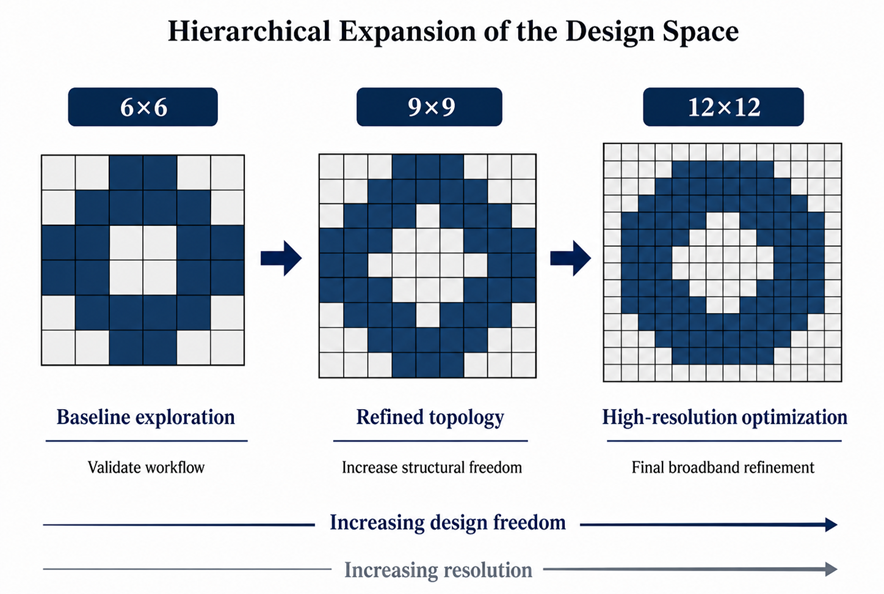 Hierarchical Expansion of the Design Space
6×6
9×9
12×12
Baseline exploration
Refined topology
High-resolution optimization
Validate workflow
Increase structural freedom
Final broadband refinement
Increasing design freedom
Increasing resolution